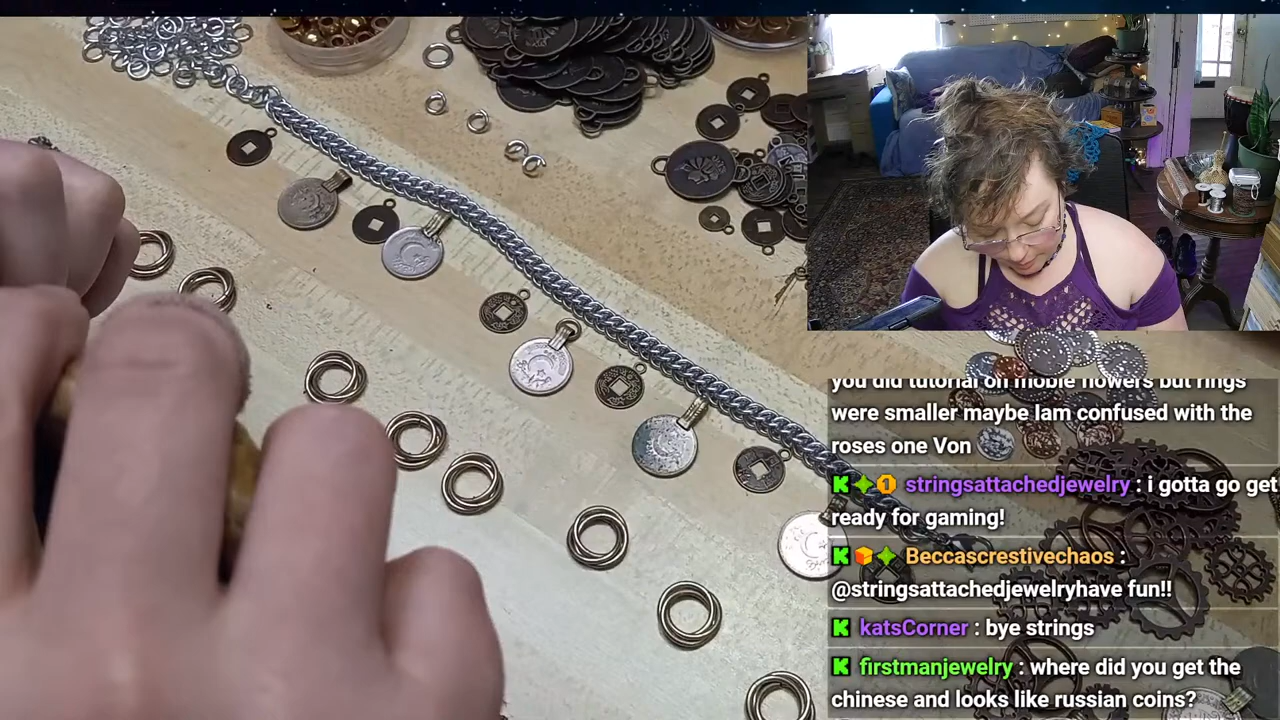 you did tutorial on mobie flowers but rings
were smaller maybe Iam confused with the
roses one Von
stringsattachedjewelry : i gotta go get
ready for gaming!
Beccascrestivechaos :
@stringsattachedjewelryhave fun!!
katsCorner : bye strings
firstmanjewelry : where did you get the
chinese and looks like russian coins?